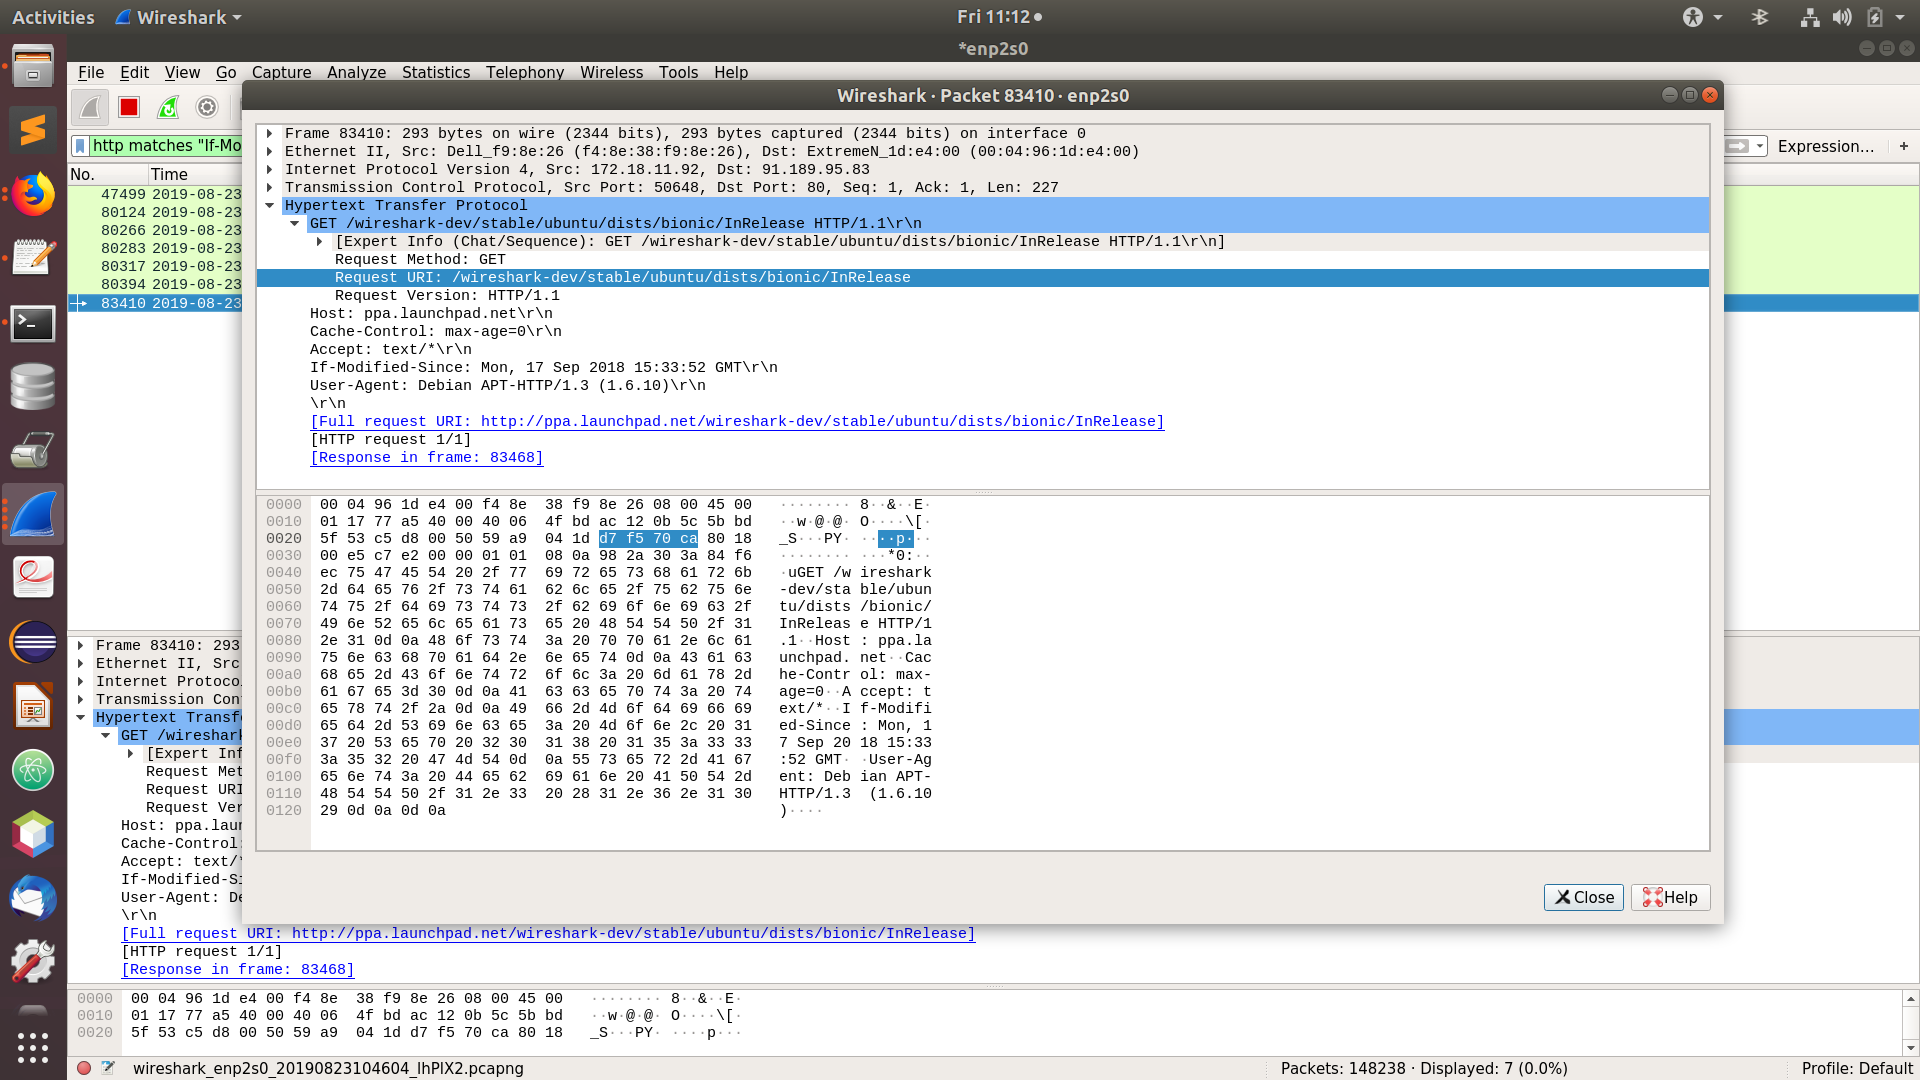 Activities Wireshark Fri 11:12
*enp2s0
File Edit View Go Capture Analyze Statistics Telephony Wireless Tools Help
Wireshark · Packet 83410 · enp2s0
http matches "If-Mo
Expression… +
No. Time
47499 2019-08-23
80124 2019-08-23
80266 2019-08-23
80283 2019-08-23
80317 2019-08-23
80394 2019-08-23
83410 2019-08-23
Frame 83410: 293 bytes on wire (2344 bits), 293 bytes captured (2344 bits) on interface 0
Ethernet II, Src: Dell_f9:8e:26 (f4:8e:38:f9:8e:26), Dst: ExtremeN_1d:e4:00 (00:04:96:1d:e4:00)
Internet Protocol Version 4, Src: 172.18.11.92, Dst: 91.189.95.83
Transmission Control Protocol, Src Port: 50648, Dst Port: 80, Seq: 1, Ack: 1, Len: 227
Hypertext Transfer Protocol
GET /wireshark-dev/stable/ubuntu/dists/bionic/InRelease HTTP/1.1\r\n
[Expert Info (Chat/Sequence): GET /wireshark-dev/stable/ubuntu/dists/bionic/InRelease HTTP/1.1\r\n]
Request Method: GET
Request URI: /wireshark-dev/stable/ubuntu/dists/bionic/InRelease
Request Version: HTTP/1.1
Host: ppa.launchpad.net\r\n
Cache-Control: max-age=0\r\n
Accept: text/*\r\n
If-Modified-Since: Mon, 17 Sep 2018 15:33:52 GMT\r\n
User-Agent: Debian APT-HTTP/1.3 (1.6.10)\r\n
\r\n
[Full request URI: http://ppa.launchpad.net/wireshark-dev/stable/ubuntu/dists/bionic/InRelease]
[HTTP request 1/1]
[Response in frame: 83468]
0000 00 04 96 1d e4 00 f4 8e 38 f9 8e 26 08 00 45 00 ········ 8··&··E·
0010 01 17 77 a5 40 00 40 06 4f bd ac 12 0b 5c 5b bd ··w·@·@· O····\[·
0020 5f 53 c5 d8 00 50 59 a9 04 1d d7 f5 70 ca 80 18 _S···PY· ····p···
0030 00 e5 c7 e2 00 00 01 01 08 0a 98 2a 30 3a 84 f6 ········ ···*0:··
0040 ec 75 47 45 54 20 2f 77 69 72 65 73 68 61 72 6b ·uGET /w ireshark
0050 2d 64 65 76 2f 73 74 61 62 6c 65 2f 75 62 75 6e -dev/sta ble/ubun
0060 74 75 2f 64 69 73 74 73 2f 62 69 6f 6e 69 63 2f tu/dists /bionic/
0070 49 6e 52 65 6c 65 61 73 65 20 48 54 54 50 2f 31 InReleas e HTTP/1
0080 2e 31 0d 0a 48 6f 73 74 3a 20 70 70 61 2e 6c 61 .1··Host : ppa.la
0090 75 6e 63 68 70 61 64 2e 6e 65 74 0d 0a 43 61 63 unchpad. net··Cac
00a0 68 65 2d 43 6f 6e 74 72 6f 6c 3a 20 6d 61 78 2d he-Contr ol: max-
00b0 61 67 65 3d 30 0d 0a 41 63 63 65 70 74 3a 20 74 age=0··A ccept: t
00c0 65 78 74 2f 2a 0d 0a 49 66 2d 4d 6f 64 69 66 69 ext/*··I f-Modifi
00d0 65 64 2d 53 69 6e 63 65 3a 20 4d 6f 6e 2c 20 31 ed-Since : Mon, 1
00e0 37 20 53 65 70 20 32 30 31 38 20 31 35 3a 33 33 7 Sep 20 18 15:33
00f0 3a 35 32 20 47 4d 54 0d 0a 55 73 65 72 2d 41 67 :52 GMT· ·User-Ag
0100 65 6e 74 3a 20 44 65 62 69 61 6e 20 41 50 54 2d ent: Deb ian APT-
0110 48 54 54 50 2f 31 2e 33 20 28 31 2e 36 2e 31 30 HTTP/1.3 (1.6.10
0120 29 0d 0a 0d 0a )····
Close Help
Frame 83410: 293
Ethernet II, Src
Internet Protoco
Transmission Con
Hypertext Transf
GET /wireshark
[Expert Inf
Request Met
Request URI
Request Ver
Host: ppa.laun
Cache-Control:
Accept: text/*
If-Modified-Si
User-Agent: De
\r\n
[Full request URI: http://ppa.launchpad.net/wireshark-dev/stable/ubuntu/dists/bionic/InRelease]
[HTTP request 1/1]
[Response in frame: 83468]
0000 00 04 96 1d e4 00 f4 8e 38 f9 8e 26 08 00 45 00 ········ 8··&··E·
0010 01 17 77 a5 40 00 40 06 4f bd ac 12 0b 5c 5b bd ··w·@·@· O····\[·
0020 5f 53 c5 d8 00 50 59 a9 04 1d d7 f5 70 ca 80 18 _S···PY· ····p···
wireshark_enp2s0_20190823104604_lhPlX2.pcapng Packets: 148238 · Displayed: 7 (0.0%) Profile: Default